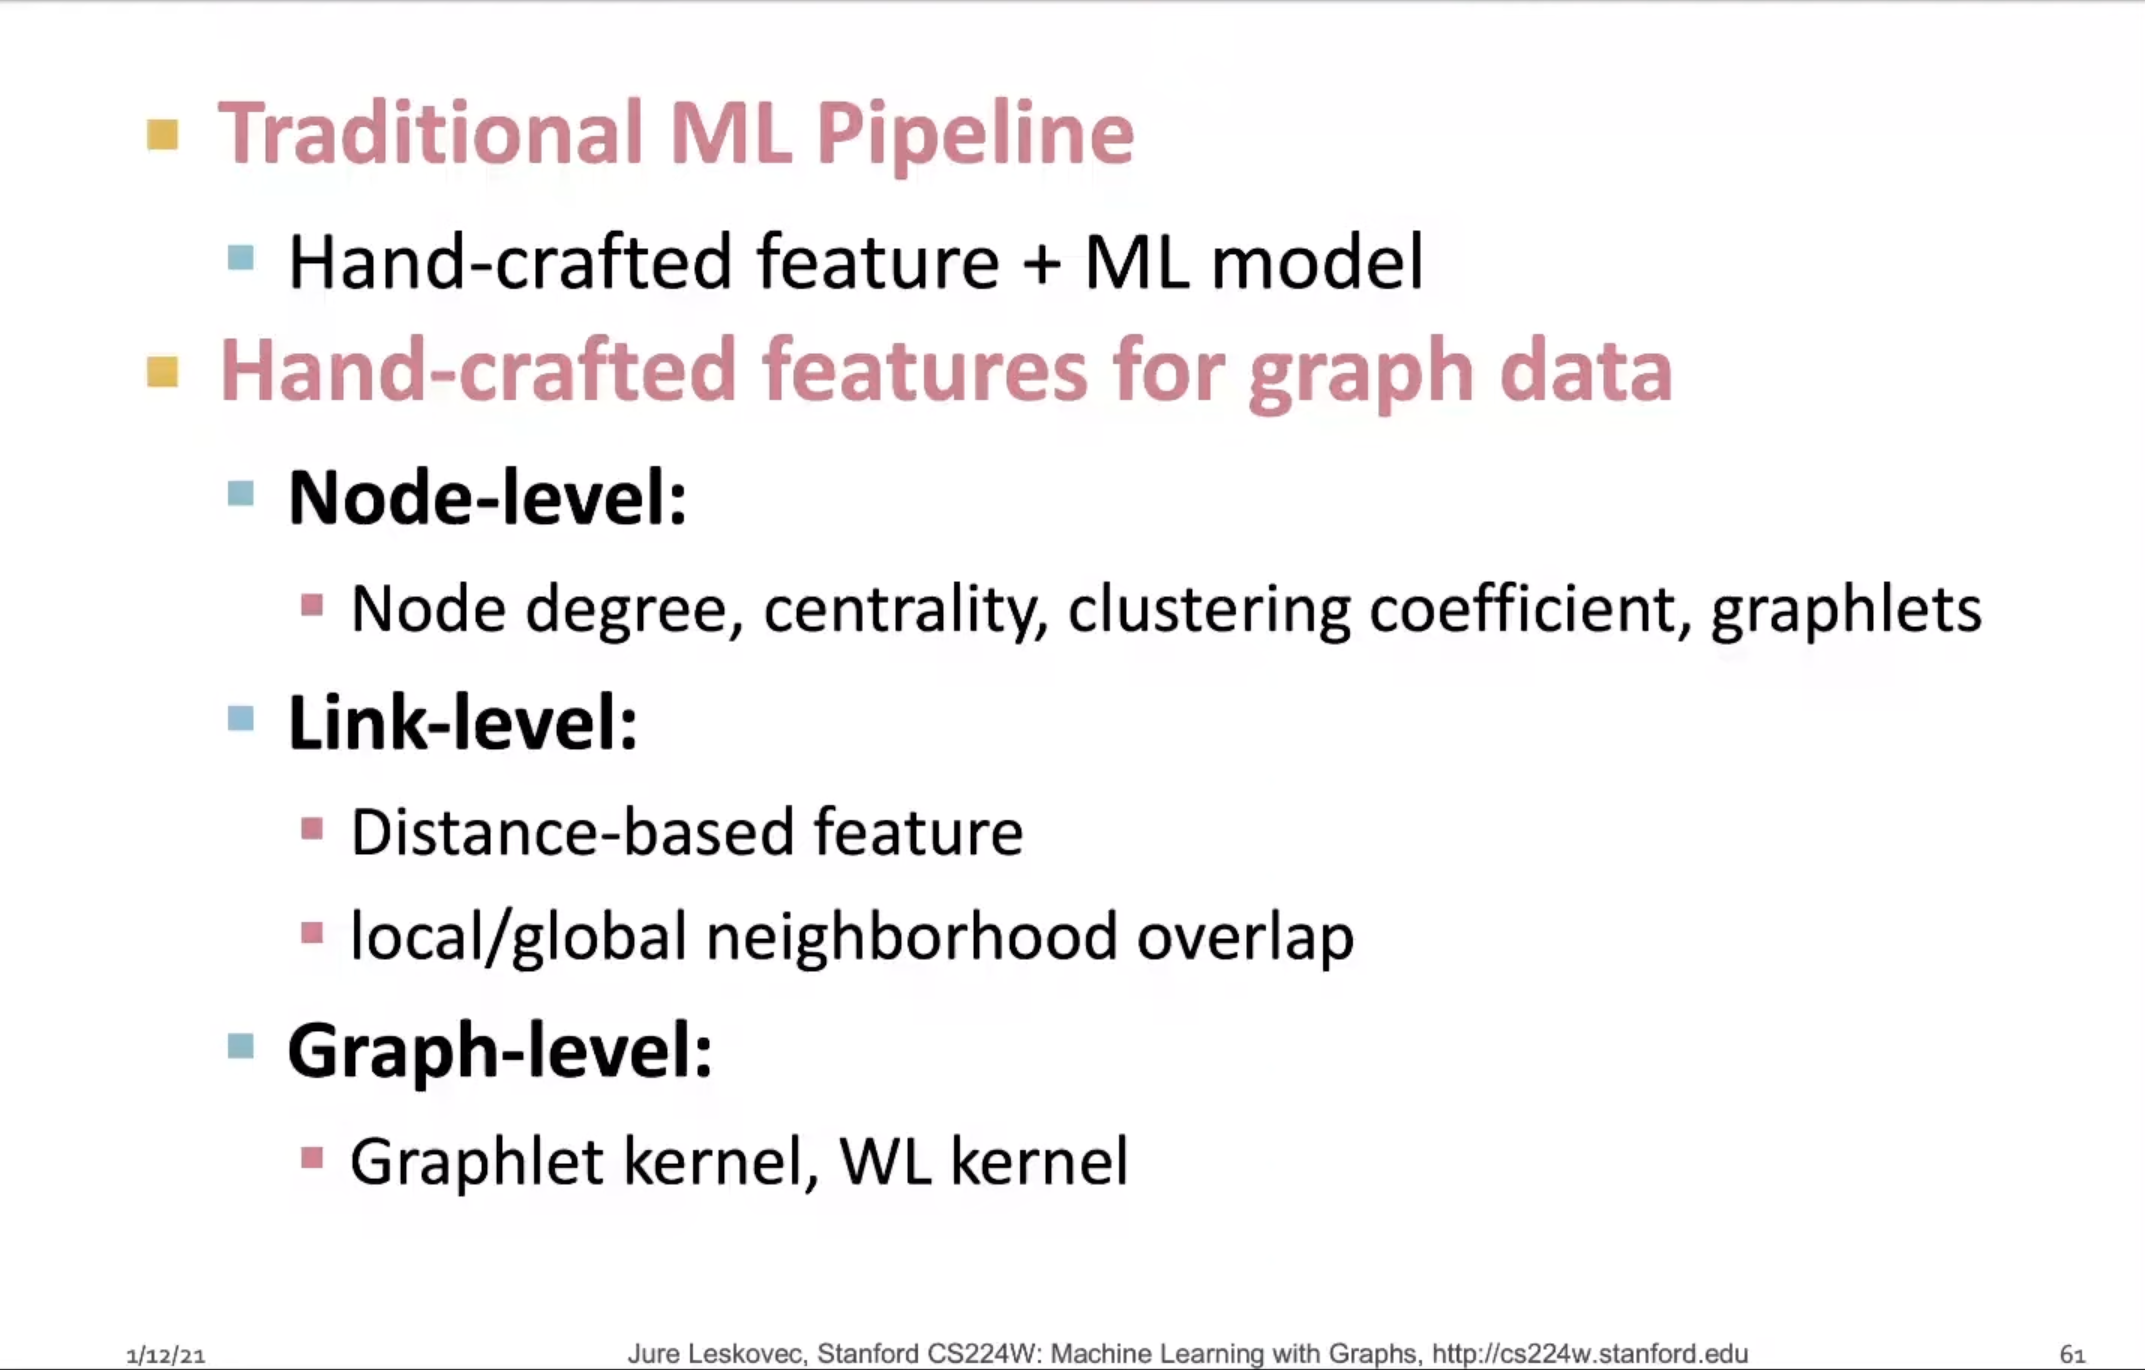 Traditional ML Pipeline
Hand-crafted feature + ML model
Hand-crafted features for graph data
Node-level:
Node degree, centrality, clustering coefficient, graphlets
Link-level:
Distance-based feature
local/global neighborhood overlap
Graph-level:
Graphlet kernel, WL kernel
1/12/21
Jure Leskovec, Stanford CS224W: Machine Learning with Graphs, http://cs224w.stanford.edu
61